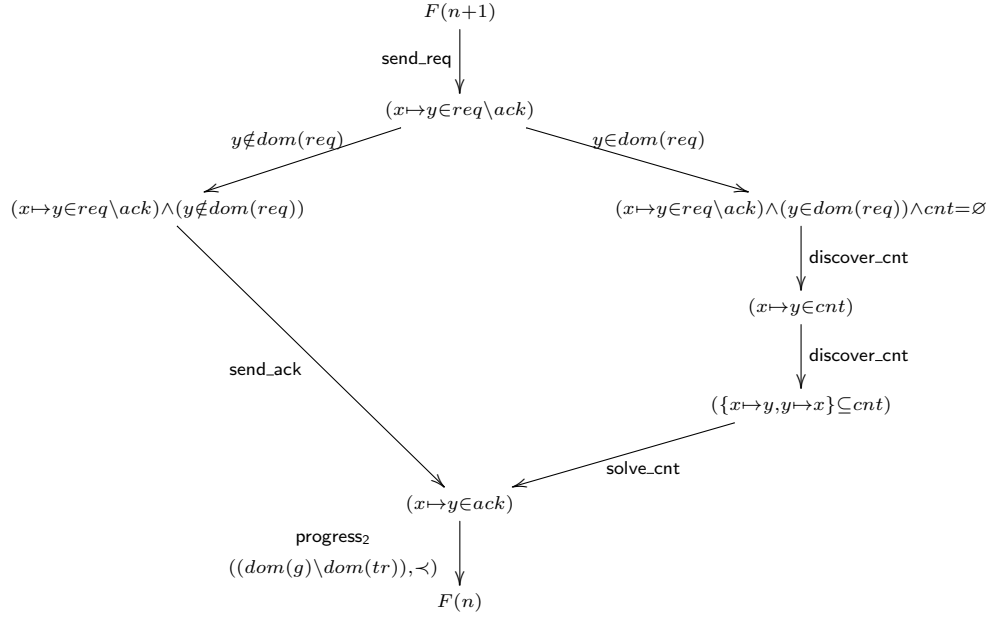 F(n+1)
send_req
(x↦y∈req\ack)
y∉dom(req)
y∈dom(req)
(x↦y∈req\ack)∧(y∉dom(req))
(x↦y∈req\ack)∧(y∈dom(req))∧cnt=∅
discover_cnt
(x↦y∈cnt)
discover_cnt
send_ack
({x↦y,y↦x}⊆cnt)
solve_cnt
(x↦y∈ack)
progress₂
((dom(g)\dom(tr)),≺)
F(n)